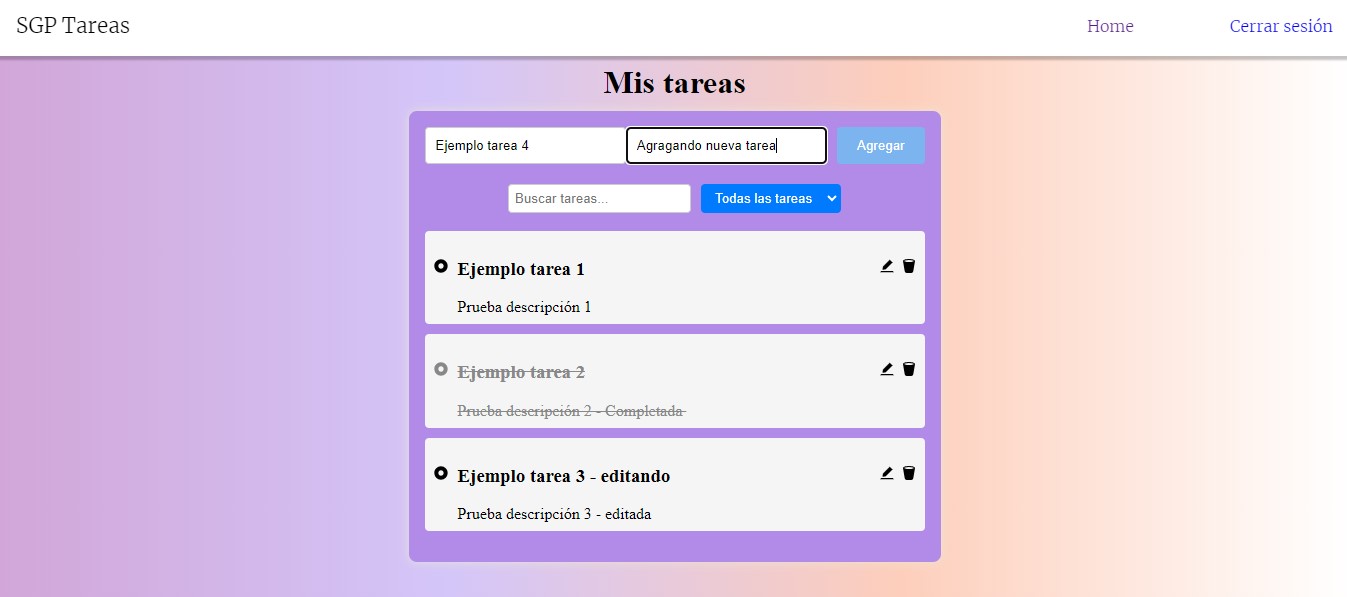 SGP Tareas
Home
Cerrar sesión
Mis tareas
Ejemplo tarea 4
Agragando nueva tarea
Agregar
Buscar tareas...
Todas las tareas
Ejemplo tarea 1
Prueba descripción 1
Ejemplo tarea 2
Prueba descripción 2 - Completada
Ejemplo tarea 3 - editando
Prueba descripción 3 - editada